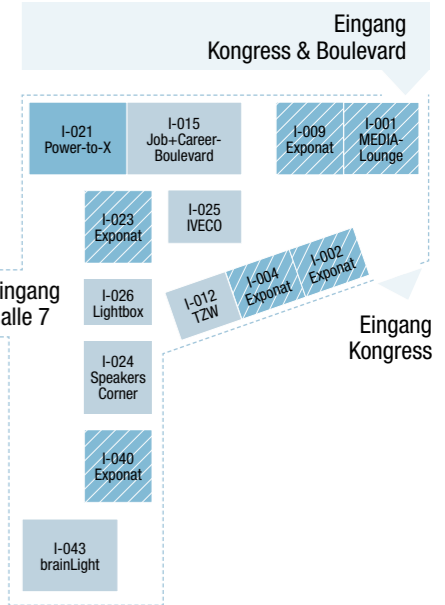 Eingang
Kongress & Boulevard
I-021
Power-to-X
I-015
Job+Career-
Boulevard
I-009
Exponat
I-001
MEDIA-
Lounge
I-023
Exponat
I-025
IVECO
ingang
alle 7
I-026
Lightbox
I-012
TZW
I-004
Exponat
I-002
Exponat
Eingang
Kongress
I-024
Speakers
Corner
I-040
Exponat
I-043
brainLight